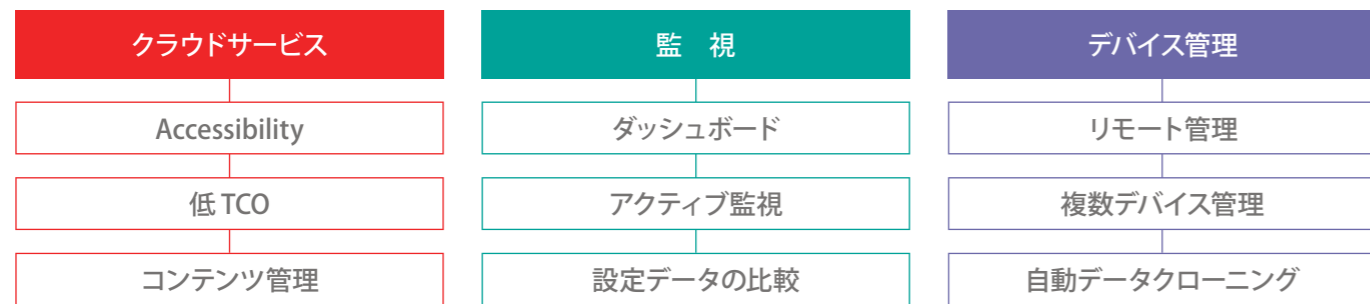 クラウドサービス
Accessibility
低 TCO
コンテンツ管理
監　視
ダッシュボード
アクティブ監視
設定データの比較
デバイス管理
リモート管理
複数デバイス管理
自動データクローニング